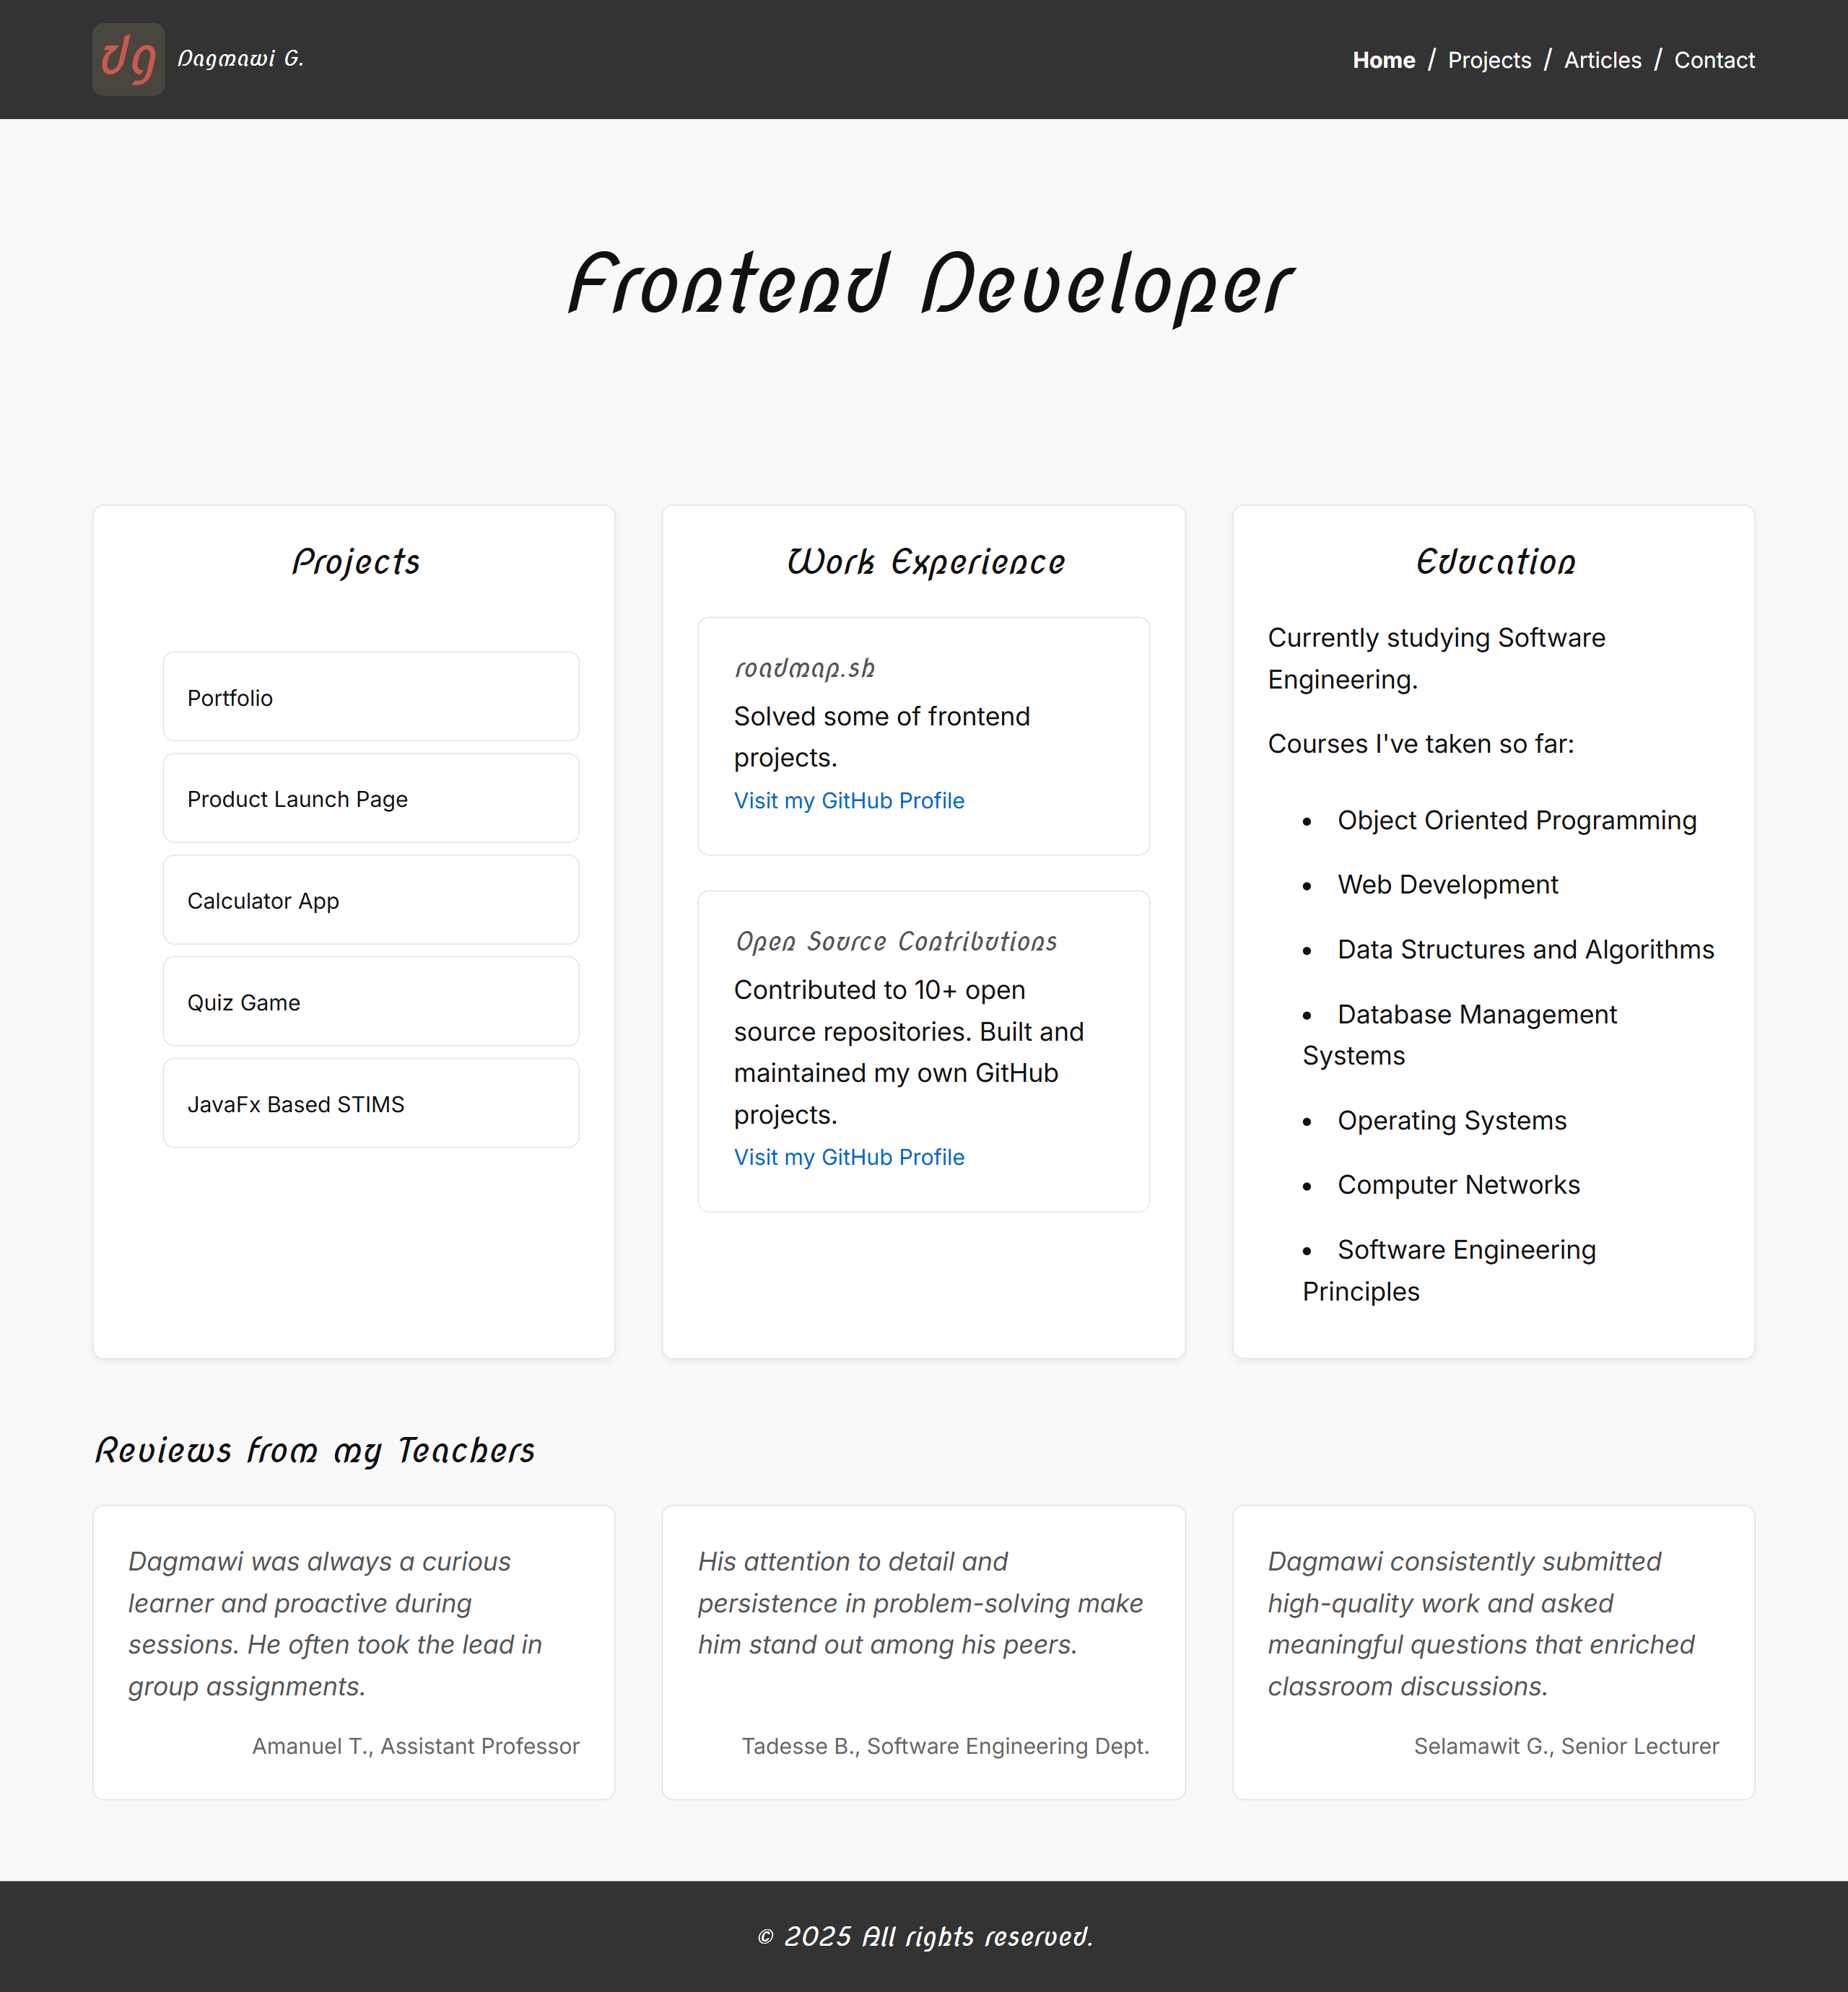 dg
Dagmawi G.
Home / Projects / Articles / Contact
Frontend Developer
Projects
Portfolio
Product Launch Page
Calculator App
Quiz Game
JavaFx Based STIMS
Work Experience
roadmap.sh
Solved some of frontend
projects.
Visit my GitHub Profile
Open Source Contributions
Contributed to 10+ open
source repositories. Built and
maintained my own GitHub
projects.
Visit my GitHub Profile
Education
Currently studying Software
Engineering.
Courses I've taken so far:
• Object Oriented Programming
• Web Development
• Data Structures and Algorithms
• Database Management
Systems
• Operating Systems
• Computer Networks
• Software Engineering
Principles
Reviews from my Teachers
Dagmawi was always a curious
learner and proactive during
sessions. He often took the lead in
group assignments.
Amanuel T., Assistant Professor
His attention to detail and
persistence in problem-solving make
him stand out among his peers.
Tadesse B., Software Engineering Dept.
Dagmawi consistently submitted
high-quality work and asked
meaningful questions that enriched
classroom discussions.
Selamawit G., Senior Lecturer
© 2025 All rights reserved.